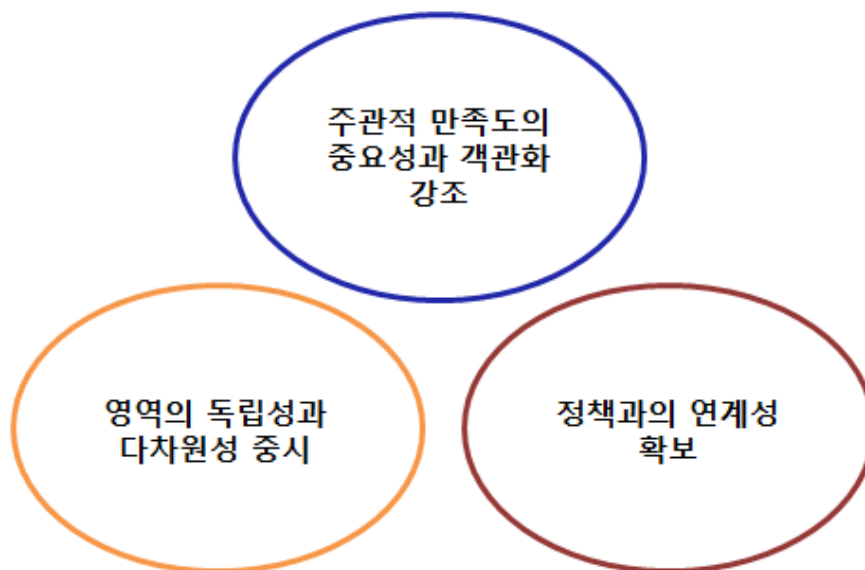 주관적 만족도의
중요성과 객관화
강조
영역의 독립성과
다차원성 중시
정책과의 연계성
확보